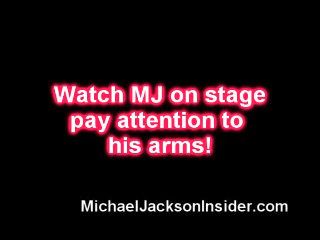 Watch MJ on stage
pay attention to
his arms!
MichaelJacksonInsider.com